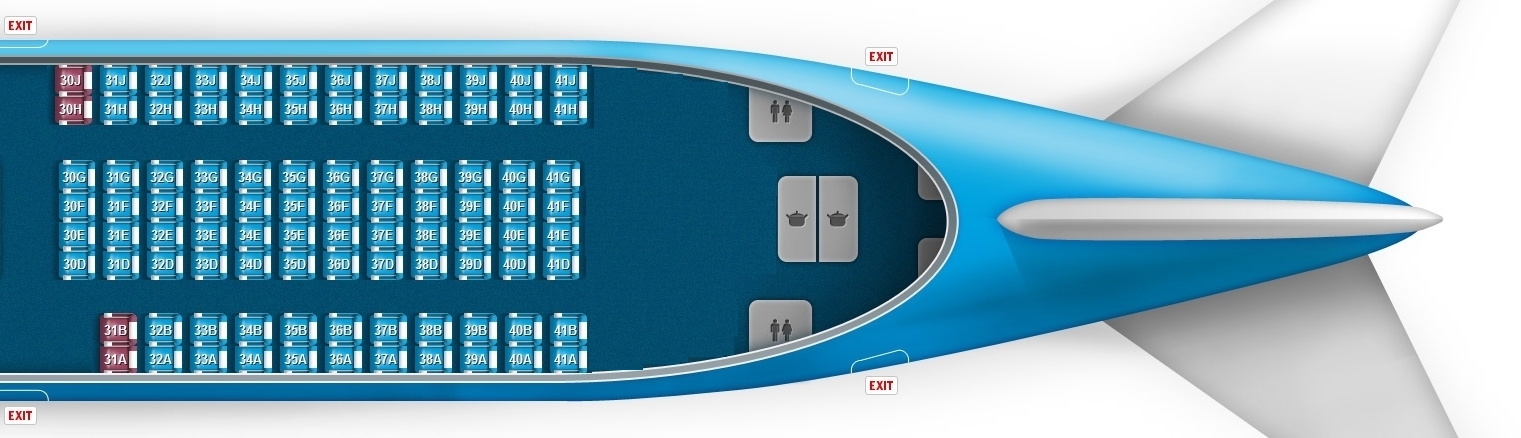 EXIT
EXIT
30J 31J 32J 33J 34J 35J 36J 37J 38J 39J 40J 41J
30H 31H 32H 33H 34H 35H 36H 37H 38H 39H 40H 41H
30G 31G 32G 33G 34G 35G 36G 37G 38G 39G 40G 41G
30F 31F 32F 33F 34F 35F 36F 37F 38F 39F 40F 41F
30E 31E 32E 33E 34E 35E 36E 37E 38E 39E 40E 41E
30D 31D 32D 33D 34D 35D 36D 37D 38D 39D 40D 41D
31B 32B 33B 34B 35B 36B 37B 38B 39B 40B 41B
31A 32A 33A 34A 35A 36A 37A 38A 39A 40A 41A
EXIT
EXIT